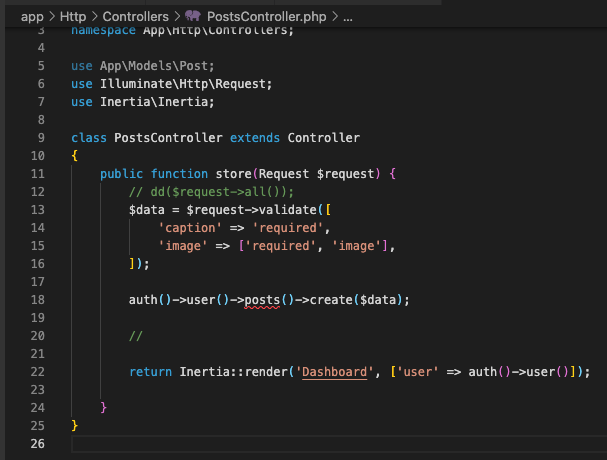 app > Http > Controllers > PostsController.php > ...
3 namespace App\Http\Controllers;
4
5 use App\Models\Post;
6 use Illuminate\Http\Request;
7 use Inertia\Inertia;
8
9 class PostsController extends Controller
10 {
11 public function store(Request $request) {
12 // dd($request->all());
13 $data = $request->validate([
14 'caption' => 'required',
15 'image' => ['required', 'image'],
16 ]);
17
18 auth()->user()->posts()->create($data);
19
20 //
21
22 return Inertia::render('Dashboard', ['user' => auth()->user()]);
23
24 }
25 }
26